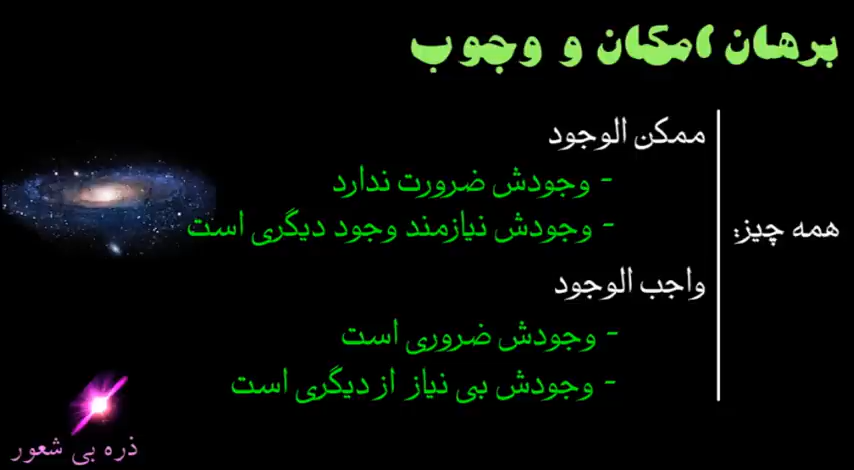 برهان امکان و وجوب
ممکن الوجود
- وجودش ضرورت ندارد
- وجودش نیازمند وجود دیگری است
همه چیز:
واجب الوجود
- وجودش ضروری است
- وجودش بی نیاز از دیگری است
ذره بی شعور